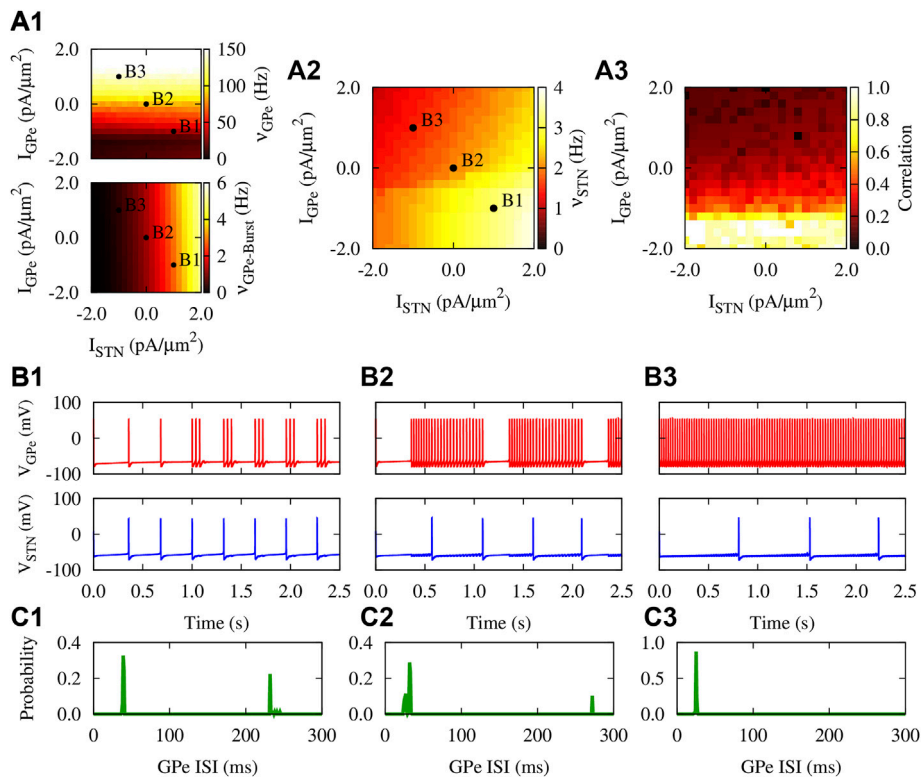 A1
A2
A3
I_GPe (pA/μm²)
2.0
0.0
-2.0
B3
B2
B1
150
100
50
0
ν_GPe (Hz)
I_GPe (pA/μm²)
2.0
0.0
-2.0
B3
B2
B1
6
4
2
0
ν_GPe-Burst (Hz)
-2.0 0.0 2.0
I_STN (pA/μm²)
I_GPe (pA/μm²)
2.0
0.0
-2.0
B3
B2
B1
4
3
2
1
0
ν_STN (Hz)
-2.0 0.0 2.0
I_STN (pA/μm²)
I_GPe (pA/μm²)
2.0
0.0
-2.0
1.0
0.8
0.6
0.4
0.2
0.0
Correlation
-2.0 0.0 2.0
I_STN (pA/μm²)
B1 B2 B3
V_GPe (mV)
100
0
-100
V_STN (mV)
100
0
-100
0.0 0.5 1.0 1.5 2.0 2.5
0.0 0.5 1.0 1.5 2.0 2.5
0.0 0.5 1.0 1.5 2.0 2.5
Time (s) Time (s) Time (s)
C1 C2 C3
Probability
0.4
0.2
0.0
0 100 200 300
GPe ISI (ms)
0.4
0.2
0.0
0 100 200 300
GPe ISI (ms)
1.0
0.5
0.0
0 100 200 300
GPe ISI (ms)